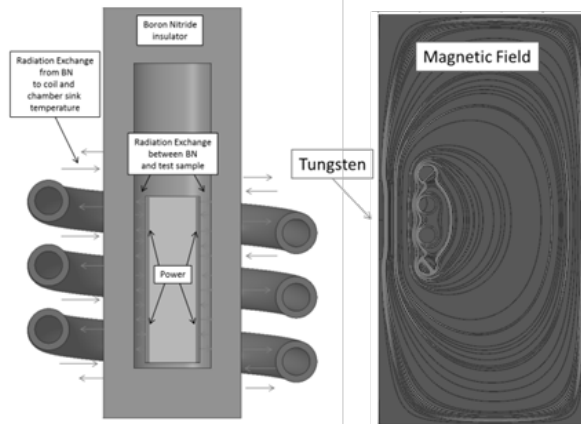 Boron Nitride
insulator
Radiation Exchange
from BN
to coil and
chamber sink
temperature
Radiation Exchange
between BN
and test sample
Power
Magnetic Field
Tungsten